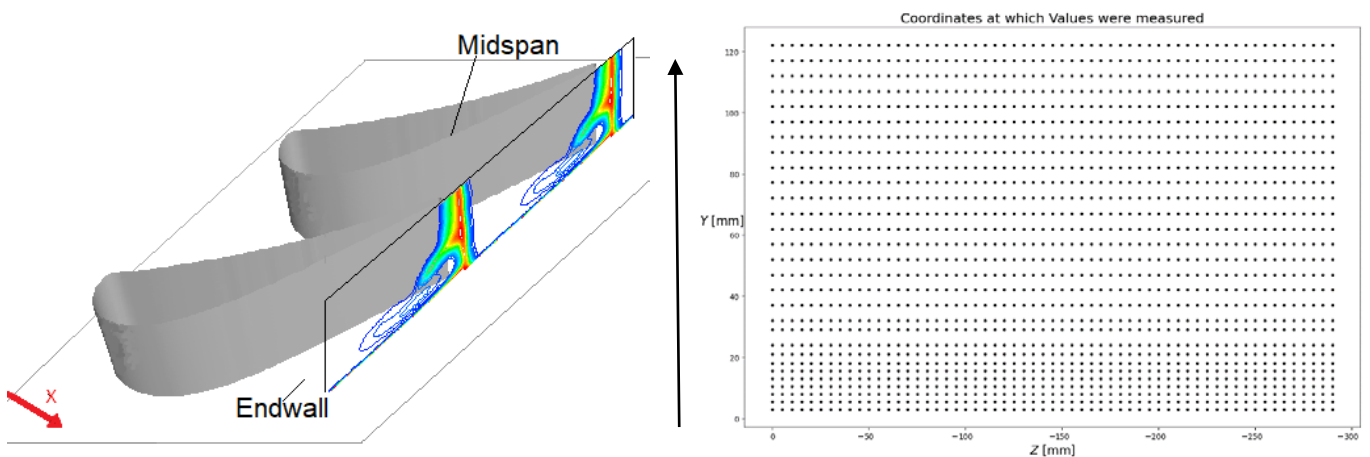 Midspan
Endwall
X
Coordinates at which Values were measured
120
100
80
Y [mm]
60
40
20
0
0 −50 −100 −150 −200 −250 −300
Z [mm]